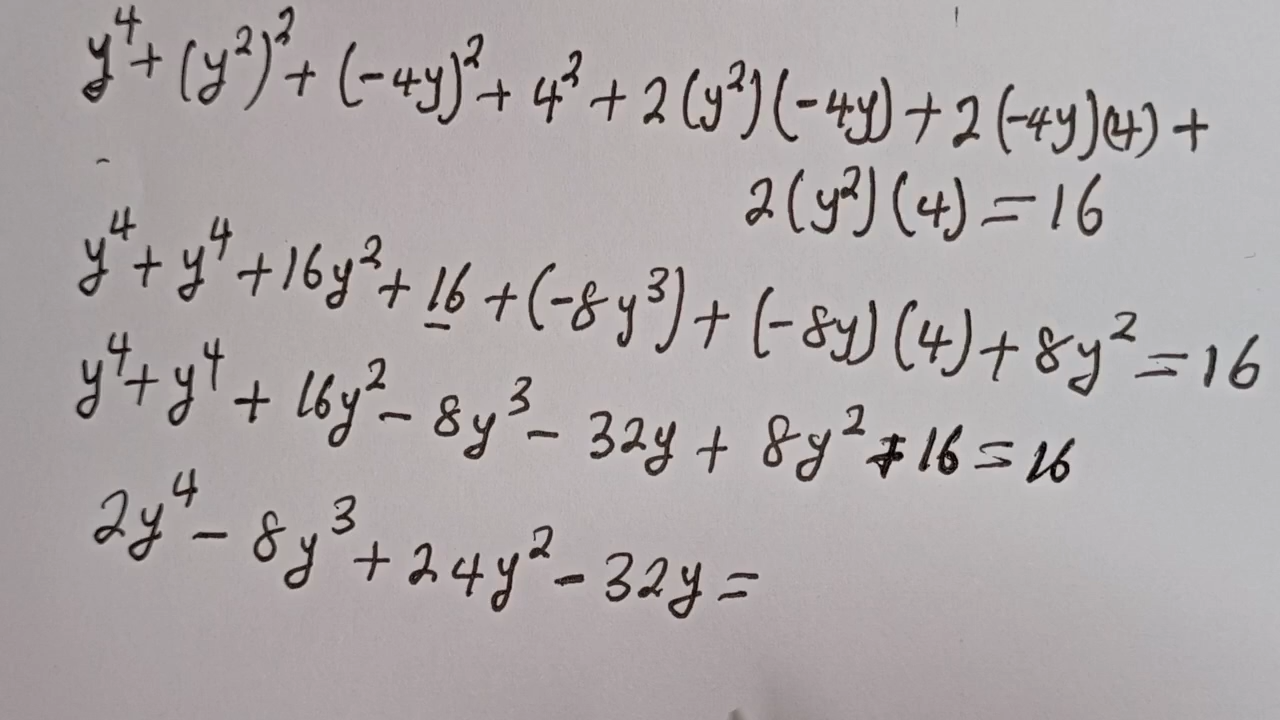 y⁴ + (y²)² + (-4y)² + 4² + 2(y²)(-4y) + 2(-4y)(4) +
2(y²)(4) = 16
y⁴ + y⁴ + 16y² + 16 + (-8y³) + (-8y)(4) + 8y² = 16
y⁴ + y⁴ + 16y² - 8y³ - 32y + 8y² + 16 = 16
2y⁴ - 8y³ + 24y² - 32y =